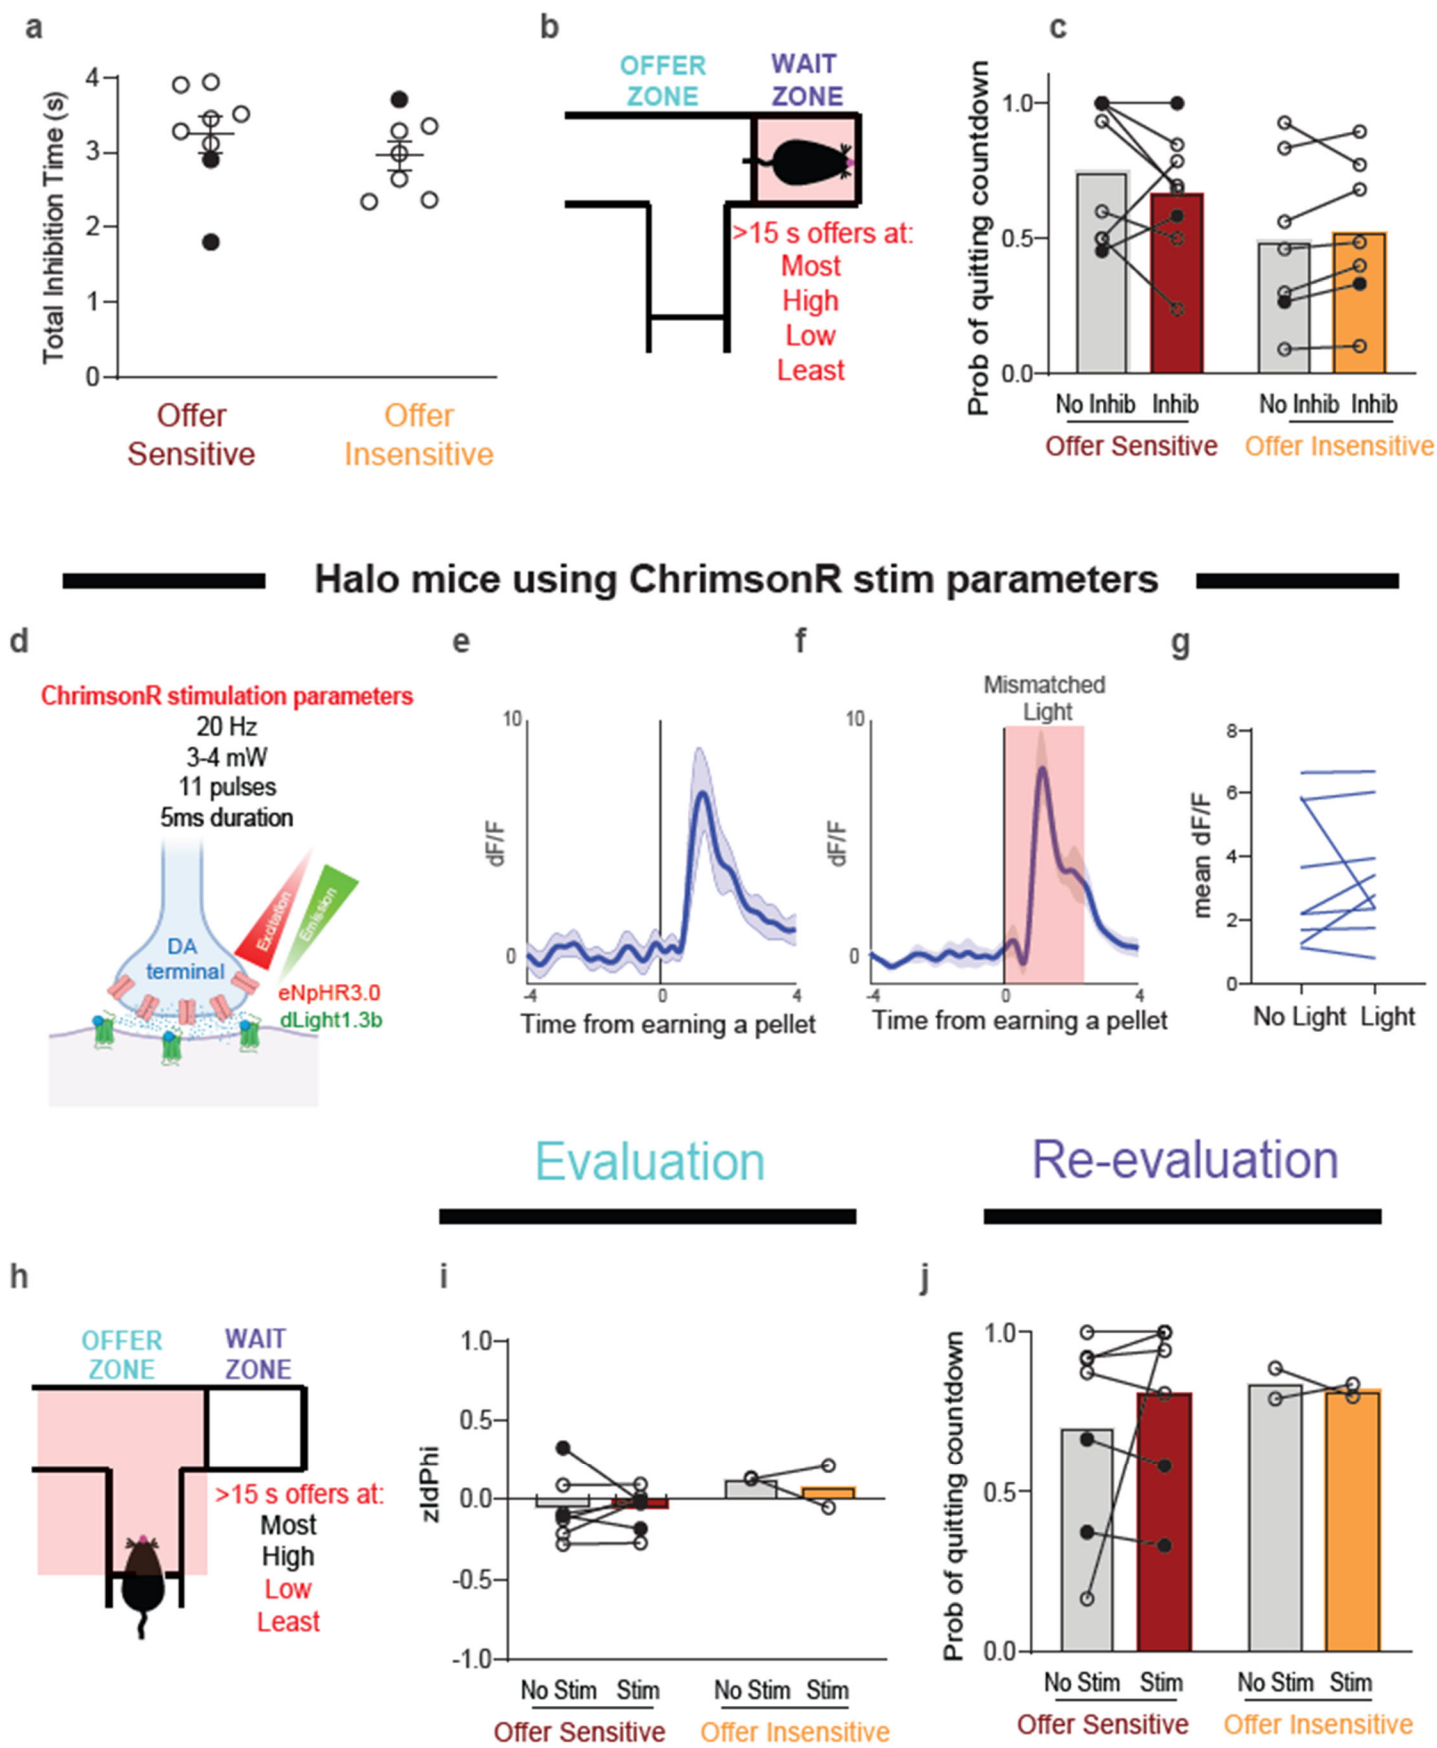 a
Total Inhibition Time (s)
4
3
2
1
0
Offer
Sensitive
Offer
Insensitive
b
OFFER
ZONE
WAIT
ZONE
>15 s offers at:
Most
High
Low
Least
c
Prob of quitting countdown
1.0
0.5
0.0
No Inhib Inhib
No Inhib Inhib
Offer Sensitive
Offer Insensitive
Halo mice using ChrimsonR stim parameters
d
ChrimsonR stimulation parameters
20 Hz
3-4 mW
11 pulses
5ms duration
Excitation
Emission
DA
terminal
eNpHR3.0
dLight1.3b
e
dF/F
10
0
-4 0 4
Time from earning a pellet
f
Mismatched
Light
dF/F
10
0
-4 0 4
Time from earning a pellet
g
mean dF/F
8
6
4
2
0
No Light Light
Evaluation
Re-evaluation
h
OFFER
ZONE
WAIT
ZONE
>15 s offers at:
Most
High
Low
Least
i
zIdPhi
1.0
0.5
0.0
-0.5
-1.0
No Stim Stim
No Stim Stim
Offer Sensitive
Offer Insensitive
j
Prob of quitting countdown
1.0
0.5
0.0
No Stim Stim
No Stim Stim
Offer Sensitive
Offer Insensitive